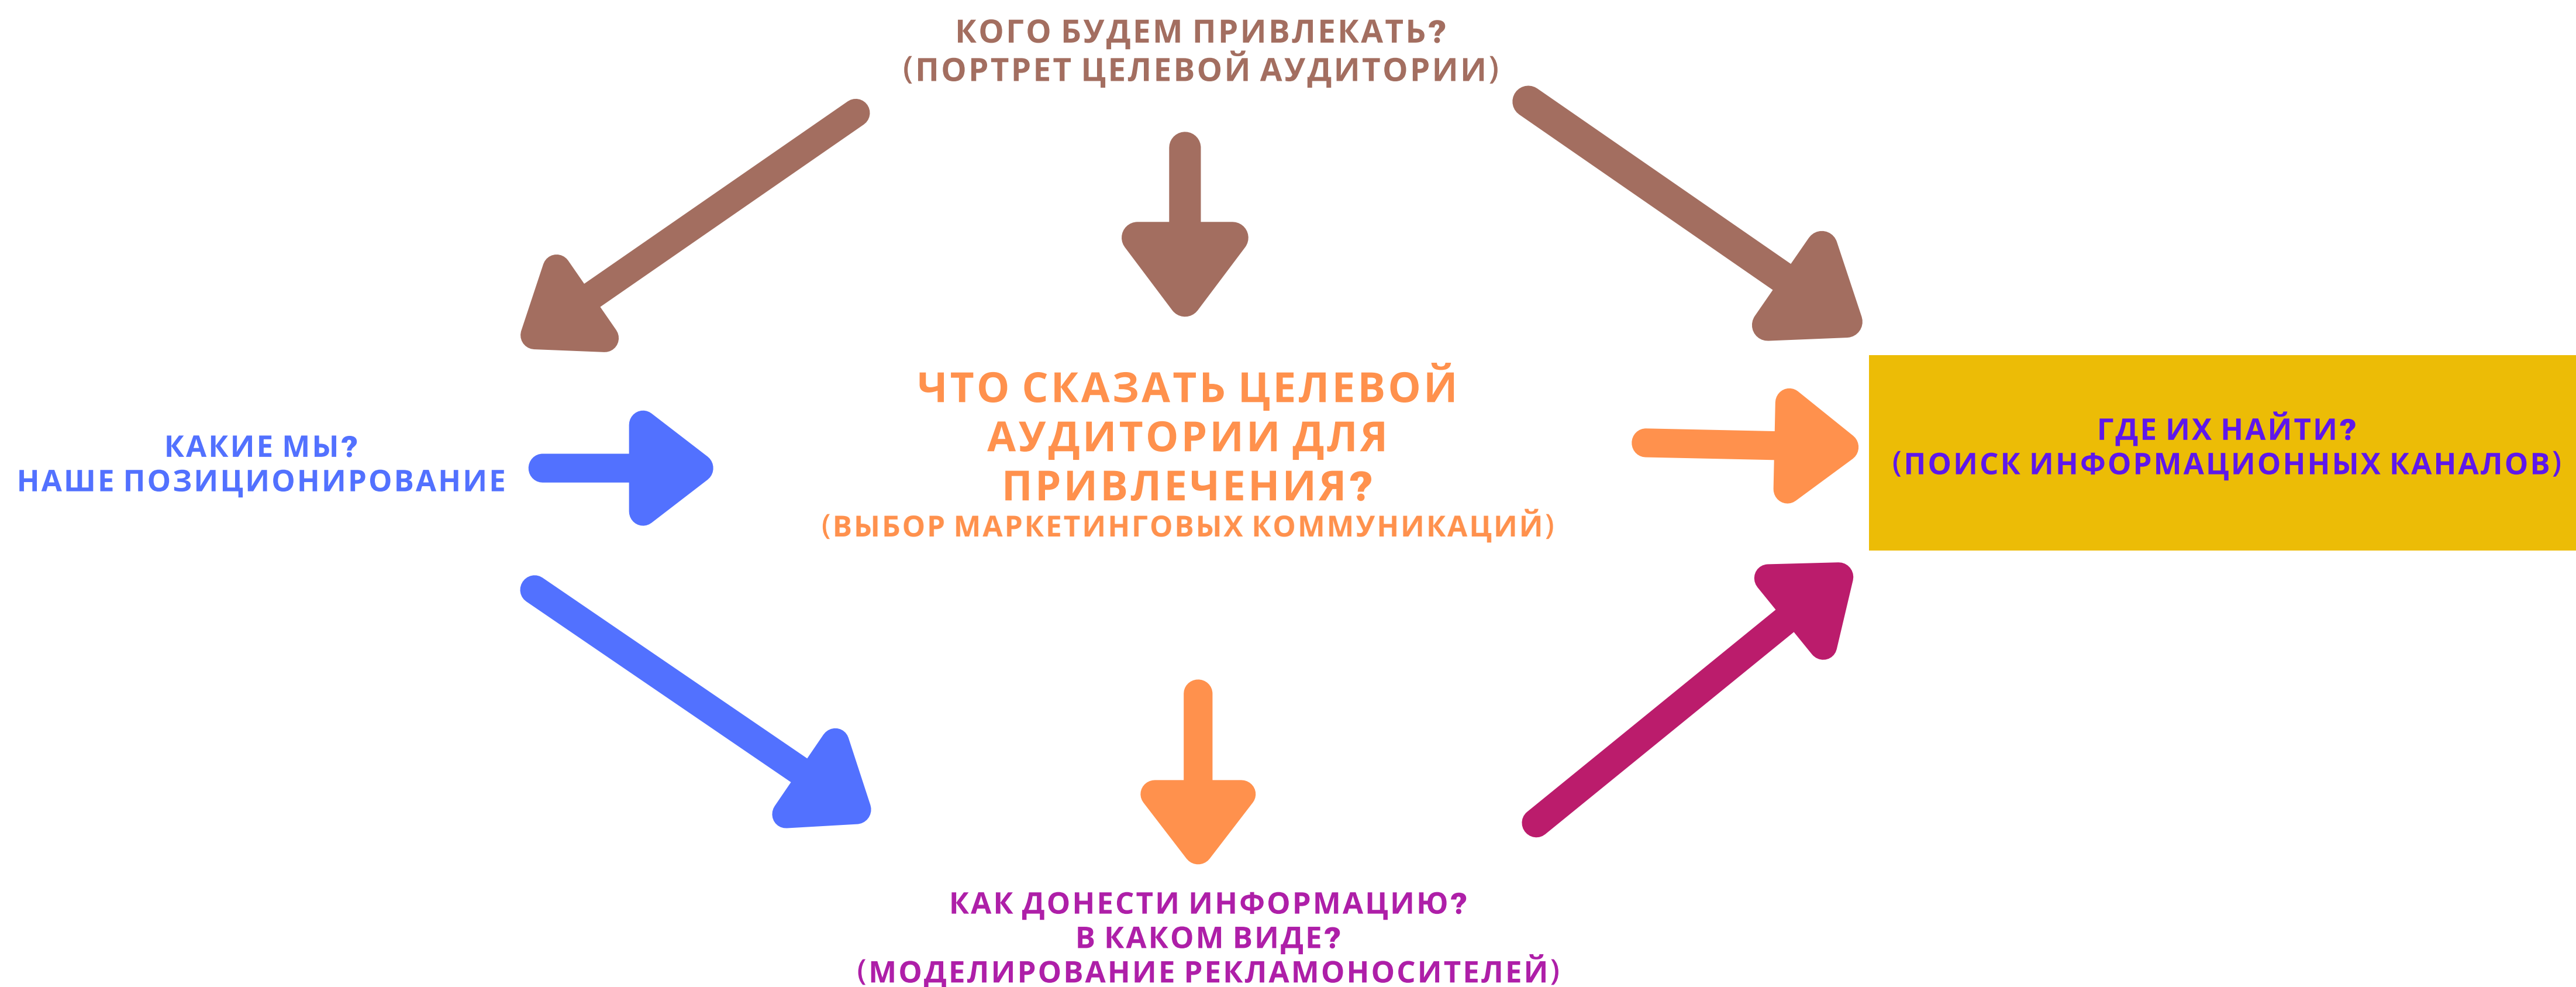 КОГО БУДЕМ ПРИВЛЕКАТЬ?
(ПОРТРЕТ ЦЕЛЕВОЙ АУДИТОРИИ)
КАКИЕ МЫ?
НАШЕ ПОЗИЦИОНИРОВАНИЕ
ЧТО СКАЗАТЬ ЦЕЛЕВОЙ
АУДИТОРИИ ДЛЯ
ПРИВЛЕЧЕНИЯ?
(ВЫБОР МАРКЕТИНГОВЫХ КОММУНИКАЦИЙ)
ГДЕ ИХ НАЙТИ?
(ПОИСК ИНФОРМАЦИОННЫХ КАНАЛОВ)
КАК ДОНЕСТИ ИНФОРМАЦИЮ?
В КАКОМ ВИДЕ?
(МОДЕЛИРОВАНИЕ РЕКЛАМОНОСИТЕЛЕЙ)